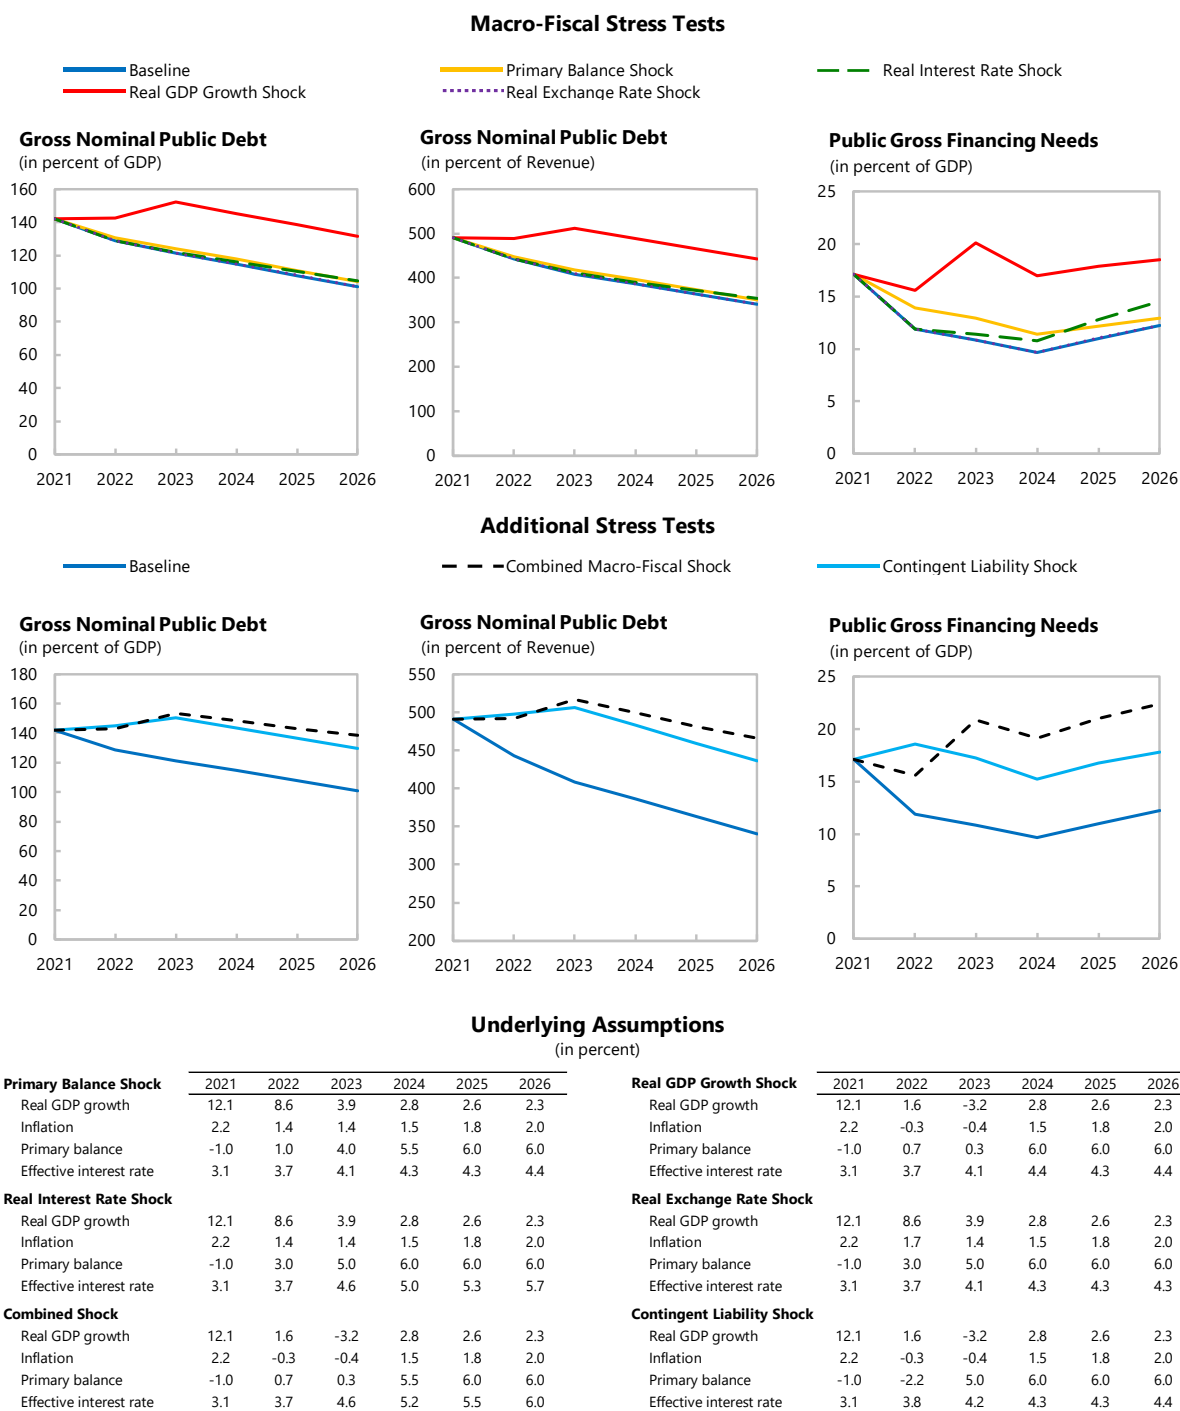 Macro-Fiscal Stress Tests
Baseline
Primary Balance Shock
Real Interest Rate Shock
Real GDP Growth Shock
Real Exchange Rate Shock
Gross Nominal Public Debt
(in percent of GDP)
160
140
120
100
80
60
40
20
0
2021 2022 2023 2024 2025 2026
Gross Nominal Public Debt
(in percent of Revenue)
600
500
400
300
200
100
0
2021 2022 2023 2024 2025 2026
Public Gross Financing Needs
(in percent of GDP)
25
20
15
10
5
0
2021 2022 2023 2024 2025 2026
Additional Stress Tests
Baseline
Combined Macro-Fiscal Shock
Contingent Liability Shock
Gross Nominal Public Debt
(in percent of GDP)
180
160
140
120
100
80
60
40
20
0
2021 2022 2023 2024 2025 2026
Gross Nominal Public Debt
(in percent of Revenue)
550
500
450
400
350
300
250
200
2021 2022 2023 2024 2025 2026
Public Gross Financing Needs
(in percent of GDP)
25
20
15
10
5
0
2021 2022 2023 2024 2025 2026
Underlying Assumptions
(in percent)
Primary Balance Shock 2021 2022 2023 2024 2025 2026
Real GDP growth 12.1 8.6 3.9 2.8 2.6 2.3
Inflation 2.2 1.4 1.4 1.5 1.8 2.0
Primary balance -1.0 1.0 4.0 5.5 6.0 6.0
Effective interest rate 3.1 3.7 4.1 4.3 4.3 4.4
Real Interest Rate Shock
Real GDP growth 12.1 8.6 3.9 2.8 2.6 2.3
Inflation 2.2 1.4 1.4 1.5 1.8 2.0
Primary balance -1.0 3.0 5.0 6.0 6.0 6.0
Effective interest rate 3.1 3.7 4.6 5.0 5.3 5.7
Combined Shock
Real GDP growth 12.1 1.6 -3.2 2.8 2.6 2.3
Inflation 2.2 -0.3 -0.4 1.5 1.8 2.0
Primary balance -1.0 0.7 0.3 5.5 6.0 6.0
Effective interest rate 3.1 3.7 4.6 5.2 5.5 6.0
Real GDP Growth Shock 2021 2022 2023 2024 2025 2026
Real GDP growth 12.1 1.6 -3.2 2.8 2.6 2.3
Inflation 2.2 -0.3 -0.4 1.5 1.8 2.0
Primary balance -1.0 0.7 0.3 6.0 6.0 6.0
Effective interest rate 3.1 3.7 4.1 4.4 4.3 4.4
Real Exchange Rate Shock
Real GDP growth 12.1 8.6 3.9 2.8 2.6 2.3
Inflation 2.2 1.7 1.4 1.5 1.8 2.0
Primary balance -1.0 3.0 5.0 6.0 6.0 6.0
Effective interest rate 3.1 3.7 4.1 4.3 4.3 4.3
Contingent Liability Shock
Real GDP growth 12.1 1.6 -3.2 2.8 2.6 2.3
Inflation 2.2 -0.3 -0.4 1.5 1.8 2.0
Primary balance -1.0 -2.2 5.0 6.0 6.0 6.0
Effective interest rate 3.1 3.8 4.2 4.3 4.3 4.4